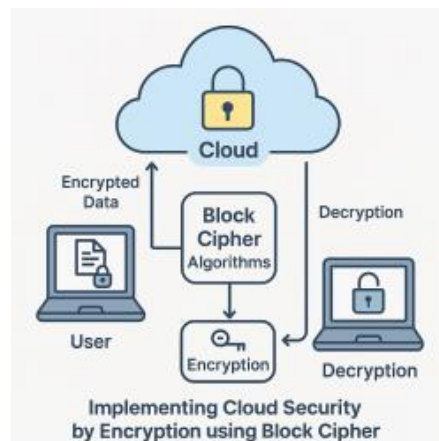 Cloud
Encrypted
Data
Block
Cipher
Algorithms
Decryption
User
Encryption
Decryption
Implementing Cloud Security
by Encryption using Block Cipher